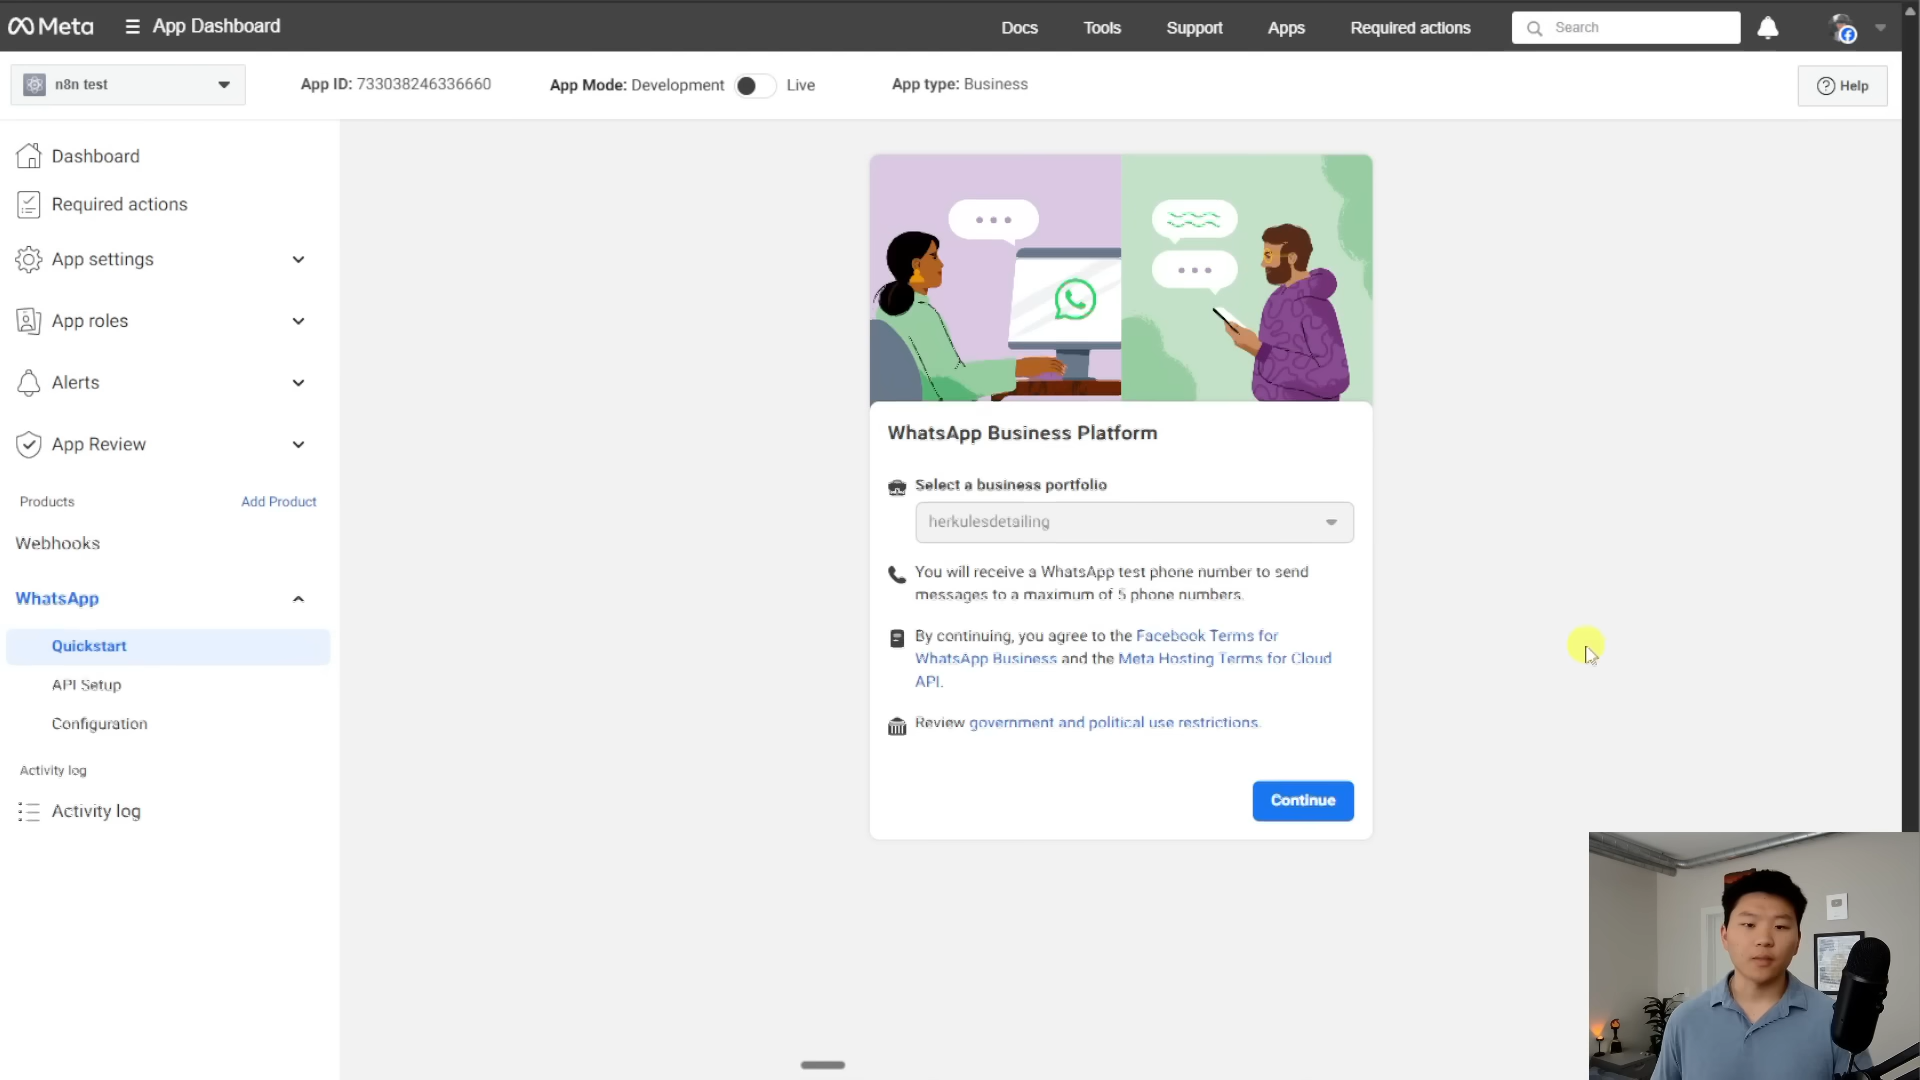 Meta
App Dashboard
Docs
Tools
Support
Apps
Required actions
Search
n8n test
App ID: 733038246336660
App Mode: Development
Live
App type: Business
Help
Dashboard
Required actions
App settings
App roles
Alerts
App Review
Products
Add Product
Webhooks
WhatsApp
Quickstart
API Setup
Configuration
Activity log
Activity log
WhatsApp Business Platform
Select a business portfolio
herkulesdetailing
You will receive a WhatsApp test phone number to send
messages to a maximum of 5 phone numbers.
By continuing, you agree to the Facebook Terms for
WhatsApp Business and the Meta Hosting Terms for Cloud
API.
Review government and political use restrictions.
Continue